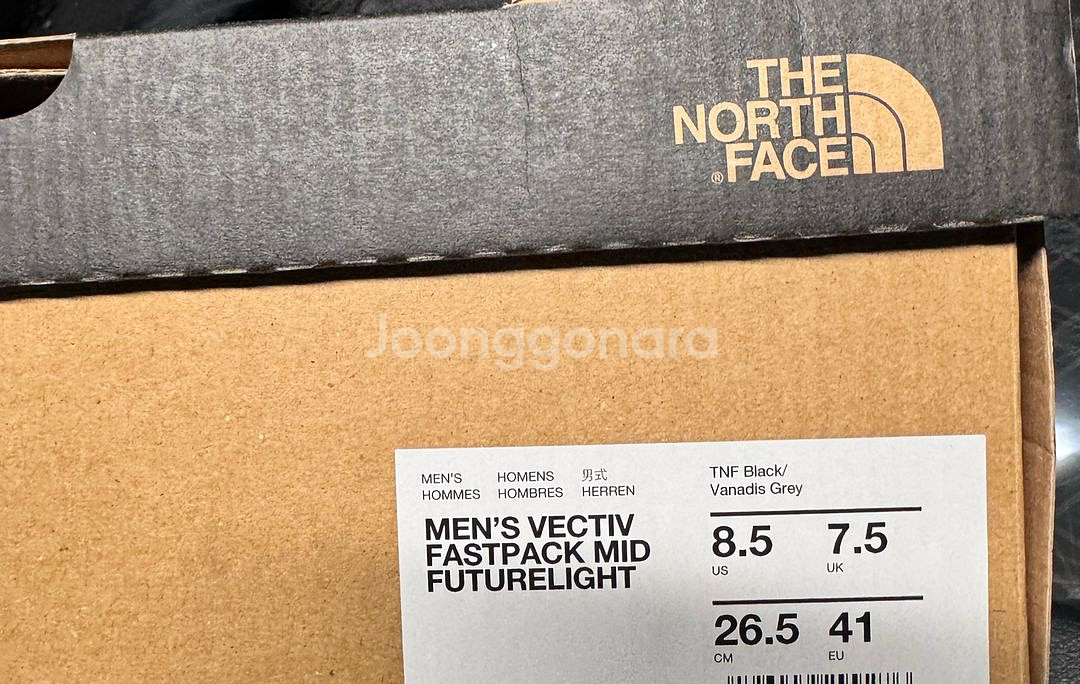 THE
NORTH
FACE
®
Joonggonara
MEN'S HOMENS 男式
HOMMES HOMBRES HERREN
MEN'S VECTIV
FASTPACK MID
FUTURELIGHT
TNF Black/
Vanadis Grey
8.5 7.5
US UK
26.5 41
CM EU